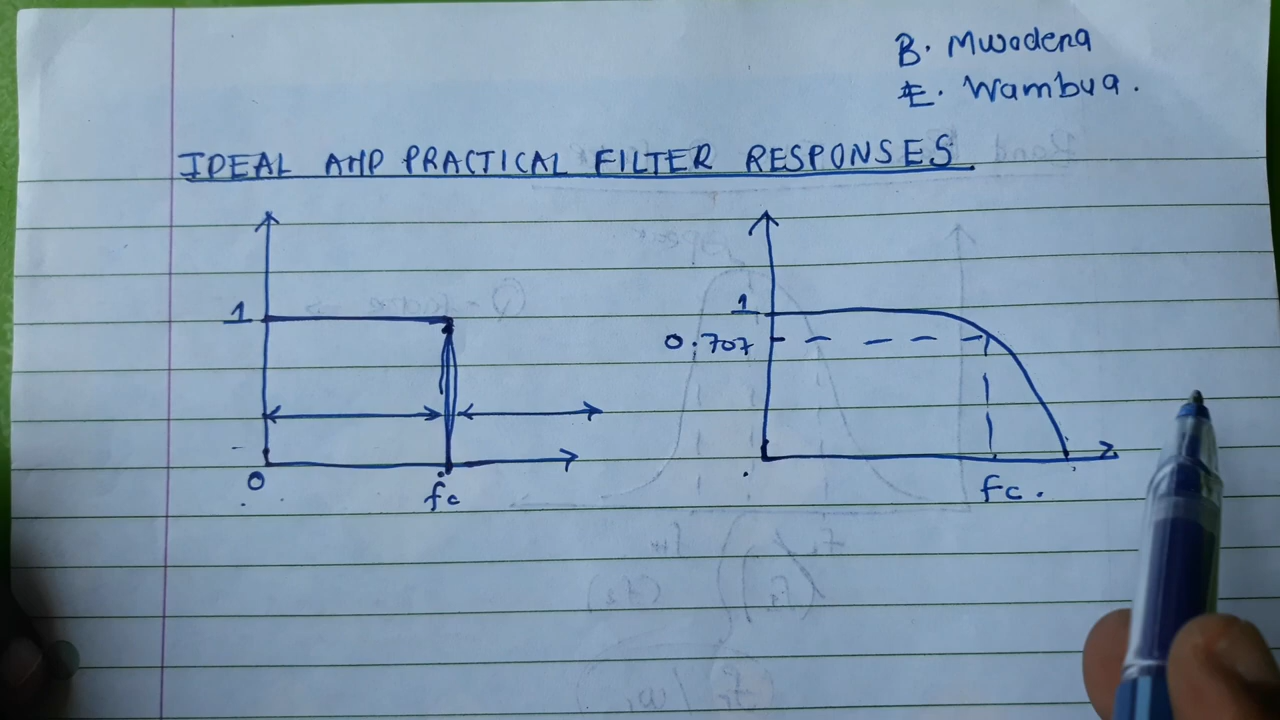 B. Mwadena
E. Wambua.
IDEAL AND PRACTICAL FILTER RESPONSES
1
0
fc
1
0.707
fc.